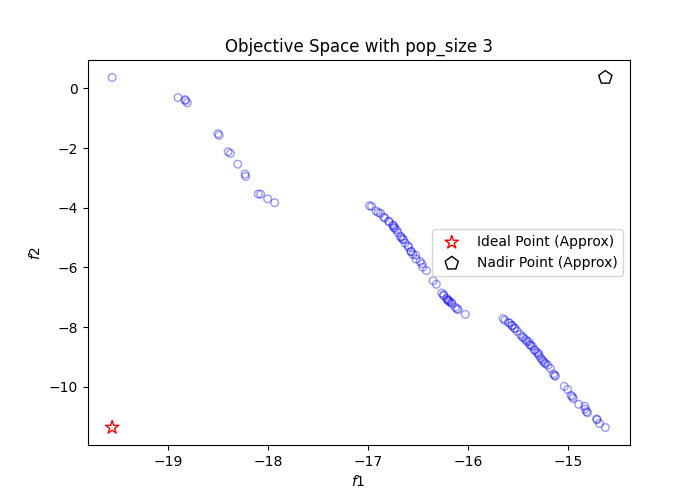 Objective Space with pop_size 3
0
−2
−4
−6
−8
−10
f2
Ideal Point (Approx)
Nadir Point (Approx)
−19
−18
−17
−16
−15
f1